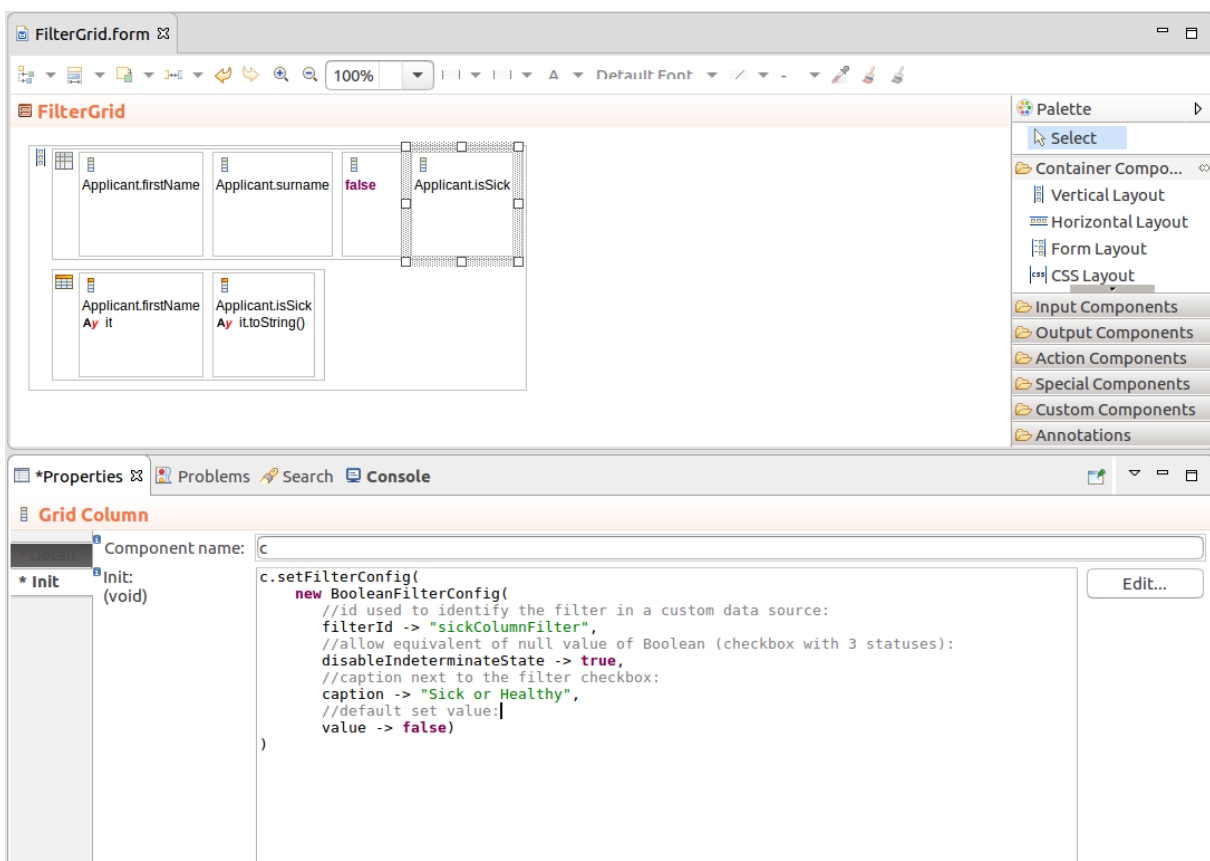 FilterGrid.form
100%
A
Default Font
FilterGrid
Palette
Select
Container Compo...
Vertical Layout
Horizontal Layout
Form Layout
CSS Layout
Input Components
Output Components
Action Components
Special Components
Custom Components
Annotations
Applicant.firstName
Applicant.surname
false
Applicant.isSick
Applicant.firstName
Ay it
Applicant.isSick
Ay it.toString()
*Properties
Problems
Search
Console
Grid Column
* Detail
Component name:
c
* Init
Init:
(void)
c.setFilterConfig(
new BooleanFilterConfig(
//id used to identify the filter in a custom data source:
filterId -> "sickColumnFilter",
//allow equivalent of null value of Boolean (checkbox with 3 statuses):
disableIndeterminateState -> true,
//caption next to the filter checkbox:
caption -> "Sick or Healthy",
//default set value:
value -> false)
)
Edit...